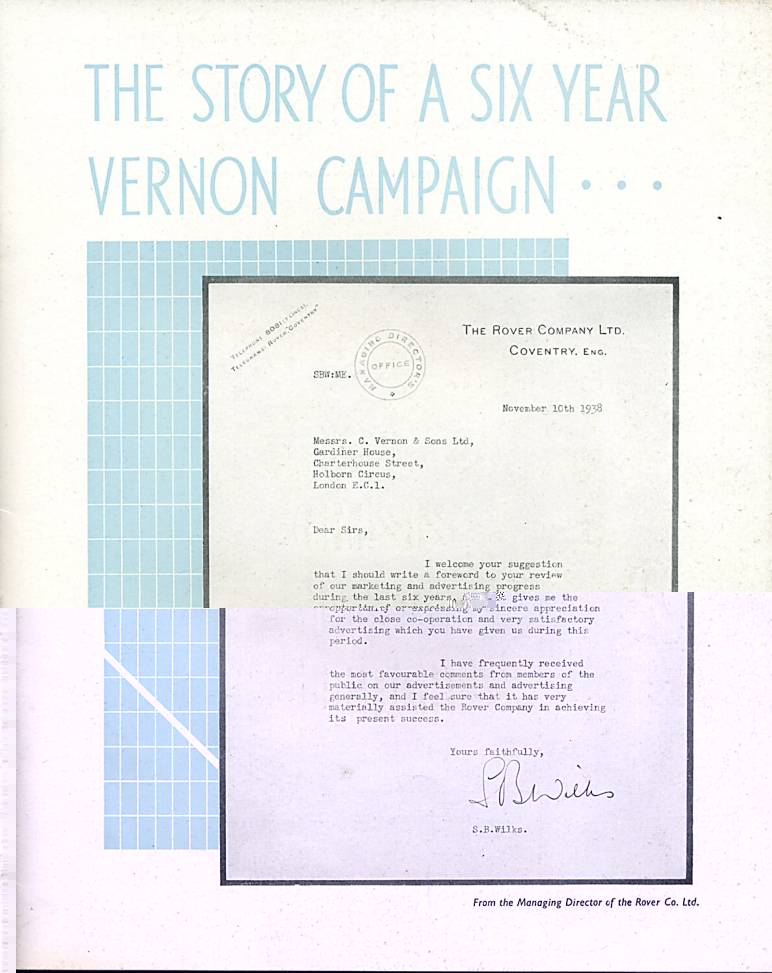 THE STORY OF A SIX YEAR
VERNON CAMPAIGN • • •
TELEPHONE 8081
TELEGRAMS: ROVER "COVENTRY"
MANAGING DIRECTOR'S
OFFICE
THE ROVER COMPANY LTD.
COVENTRY, ENG.
SBW:ME.
November 10th 1938
Messrs. C. Vernon & Sons Ltd,
Gardiner House,
Charterhouse Street,
Holborn Circus,
London E.C.1.
Dear Sirs,
I welcome your suggestion
that I should write a foreword to your review
of our marketing and advertising progress
during the last six years, gives me the
sincere appreciation
for the close co-operation and very satisfactory
advertising which you have given us during this
period.
I have frequently received
the most favourable comments from members of the
public on our advertisements and advertising
generally, and I feel sure that it has very
materially assisted the Rover Company in achieving
its present success.
Yours faithfully,
S B Wilks
S.B.Wilks.
From the Managing Director of the Rover Co. Ltd.